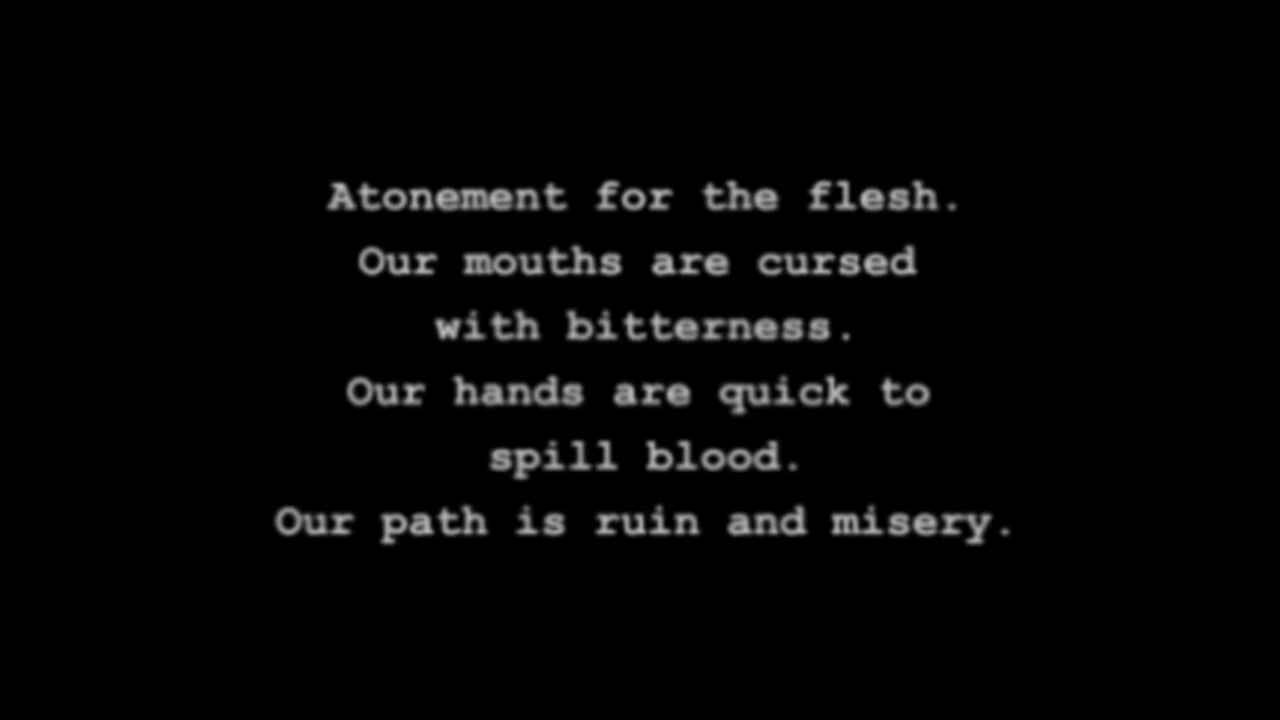 Atonement for the flesh.
Our mouths are cursed
with bitterness.
Our hands are quick to
spill blood.
Our path is ruin and misery.